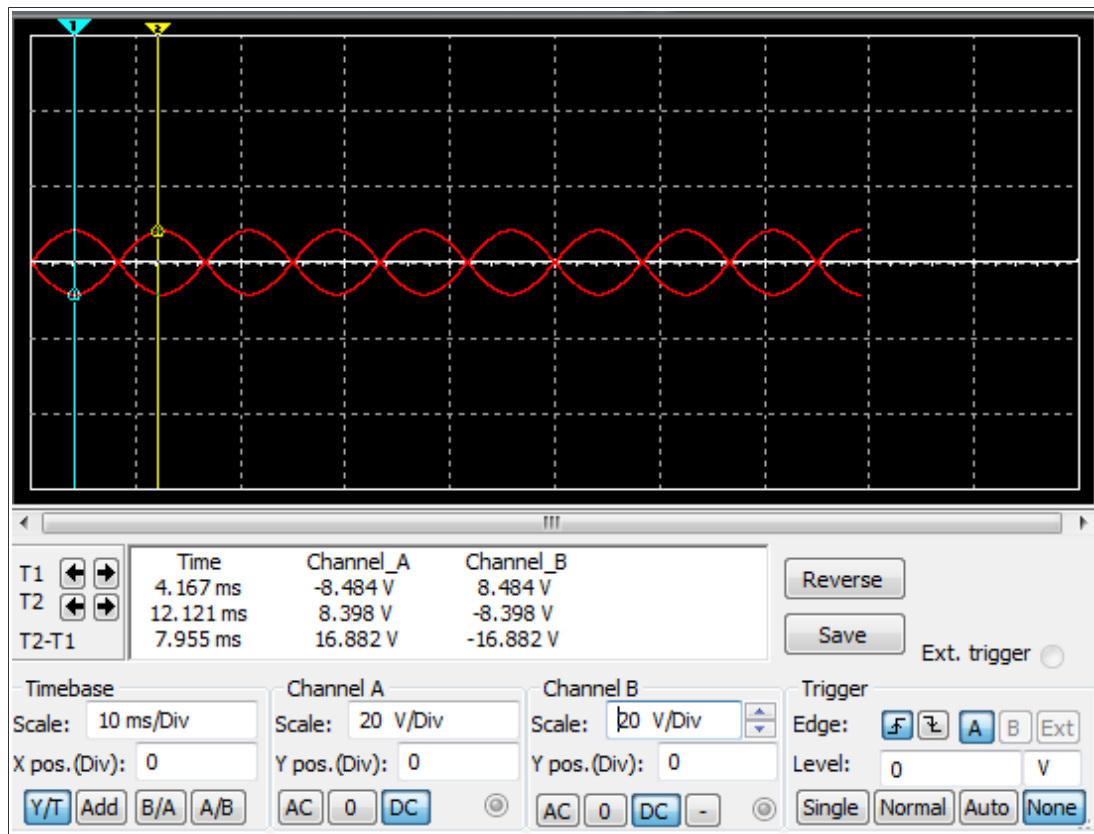 1 2
Time Channel_A Channel_B
T1 4.167 ms -8.484 V 8.484 V
T2 12.121 ms 8.398 V -8.398 V
T2-T1 7.955 ms 16.882 V -16.882 V
Reverse
Save
Ext. trigger
Timebase Channel A Channel B Trigger
Scale: 10 ms/Div Scale: 20 V/Div Scale: 20 V/Div Edge: A B Ext
X pos.(Div): 0 Y pos.(Div): 0 Y pos.(Div): 0 Level: 0 V
Y/T Add B/A A/B AC 0 DC AC 0 DC - Single Normal Auto None